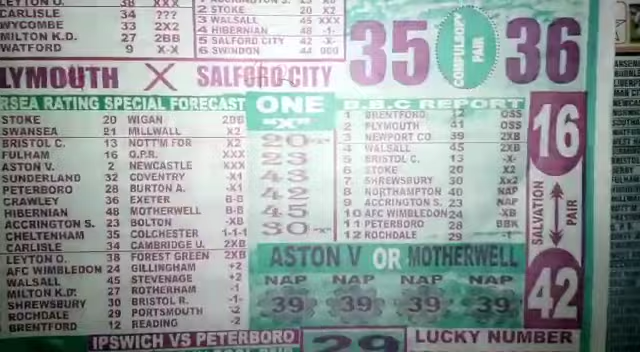 LEYTON O. 38 XXX
CARLISLE 34 ???
WYCOMBE 33 2X2
MILTON K.D. 27 2BB
WATFORD 9 X-X
2 STOKE 20 X2
3 WALSALL 45 XXX
4 HIBERNAL 48 -1-
5 SALFORD CITY 42 -X-
6 SWINDON 44
35 COMPULSORY PAIR 36
LYMOUTH X SALFORD CITY
RSEA RATING SPECIAL FORECAST
STOKE 20 WIGAN 2BB
SWANSEA 21 MILLWALL X2
BRISTOL C. 13 NOTT'M FOR X2
FULHAM 16 Q.P.R. XXX
ASTON V. 2 NEWCASTLE XXX
SUNDERLAND 32 COVENTRY -X1
PETERBORO 28 BURTON A. -X1
CRAWLEY 36 EXETER B-B
HIBERNAL 48 MOTHERWELL B-B
ACCRINGTON S. 23 BOLTON -XB
CHELTENHAM 35 COLCHESTER 1-1-1
CARLISLE 34 CAMBRIDGE U. 2XB
LEYTON O. 38 FOREST GREEN 2XB
AFC WIMBLEDON 24 GILLINGHAM +2
WALSALL 45 STEVENAGE +2
MILTON K.D. 27 ROTHERHAM -1
SHREWSBURY 30 BRISTOL R. -1-
ROCHDALE 29 PORTSMOUTH -2
BRENTFORD 12 READING -2
ONE
"X"
20
23
43
42
45
30
B.B.C REPORT
1 BRENTFORD 12 OSS
2 PLYMOUTH 41 OSS
3 NEWPORT CO 39 2XB
4 WALSALL 45 2XB
5 BRISTOL C 13 -X-
6 STOKE 20 X2
7 SHREWSBURY 30 Xx2
8 NORTHAMPTON 40 NAP
9 ACCRINGTON S. 23 NAP
10 AFC WIMBLEDON 24 -XB
11 PETERBORO 28 BBK
12 ROCHDALE 29 -1
16
SALVATION PAIR
42
ASTON V OR MOTHERWELL
NAP NAP NAP NAP
39 39 39 39
IPSWICH VS PETERBORO
29
LUCKY NUMBER